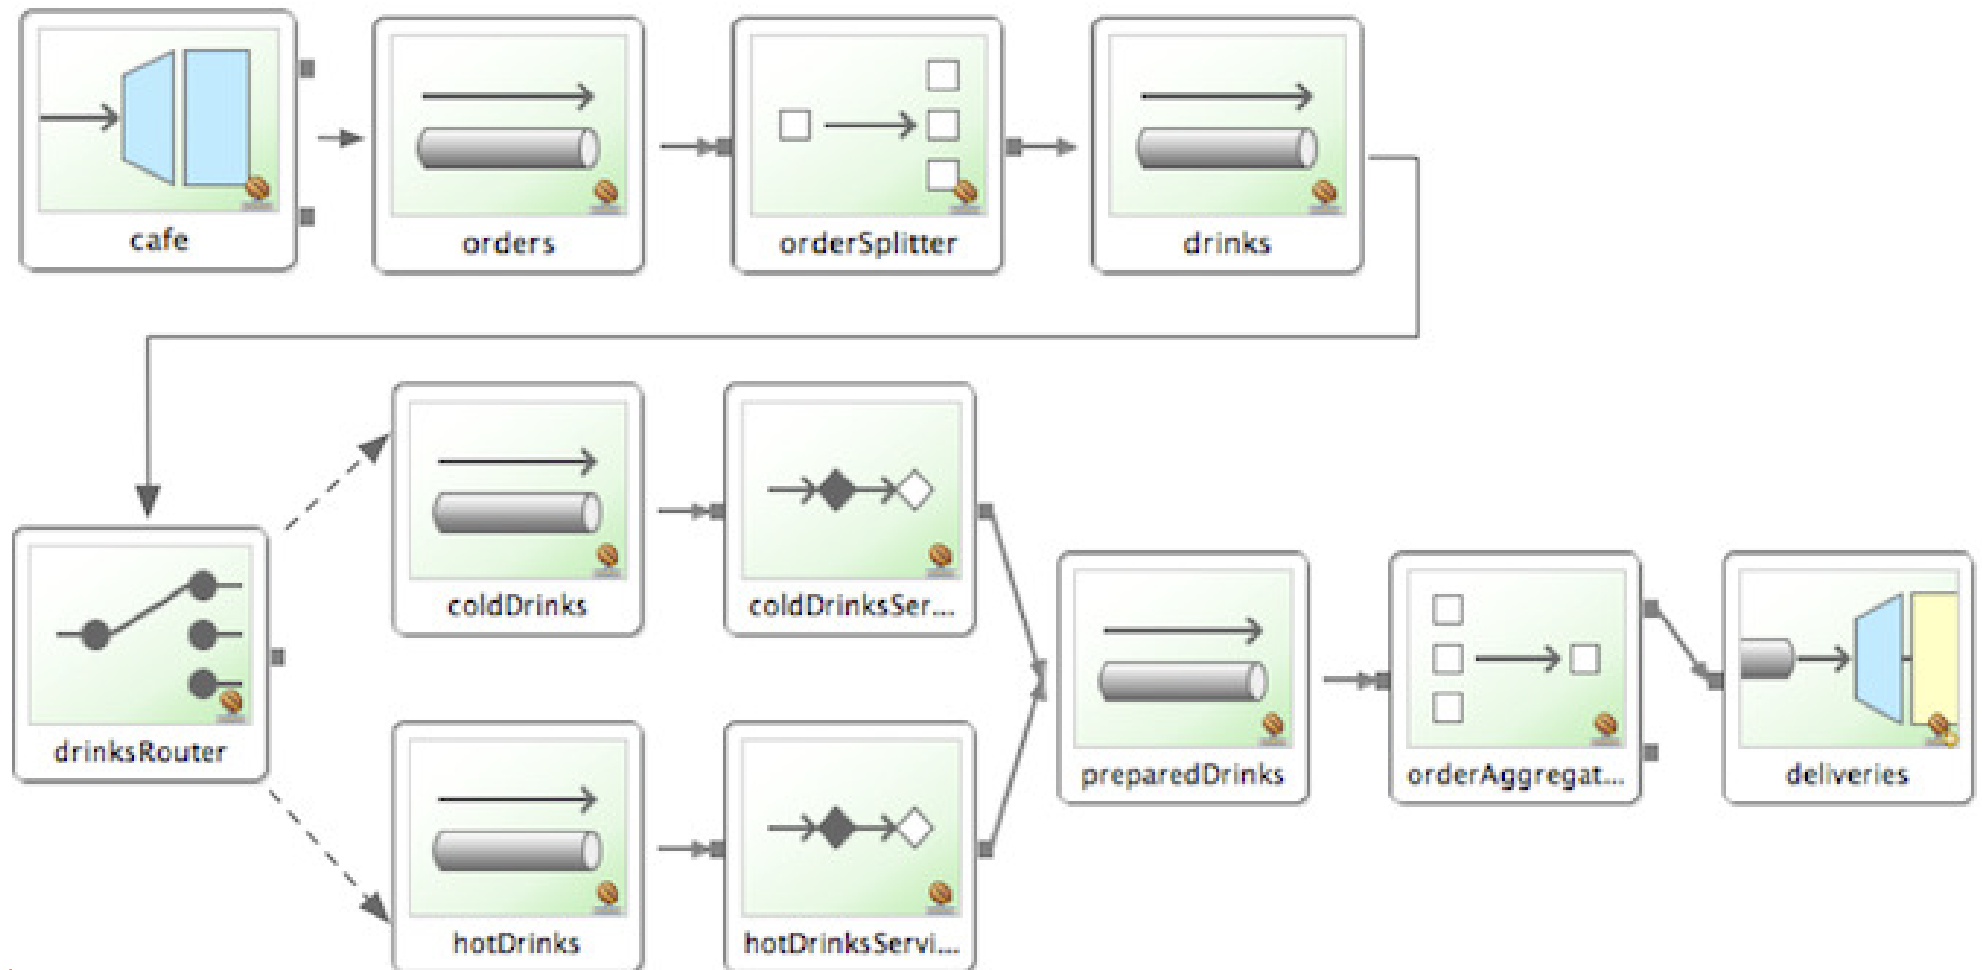 cafe
orders
orderSplitter
drinks
drinksRouter
coldDrinks
coldDrinksSer...
hotDrinks
hotDrinksServi...
preparedDrinks
orderAggregat...
deliveries